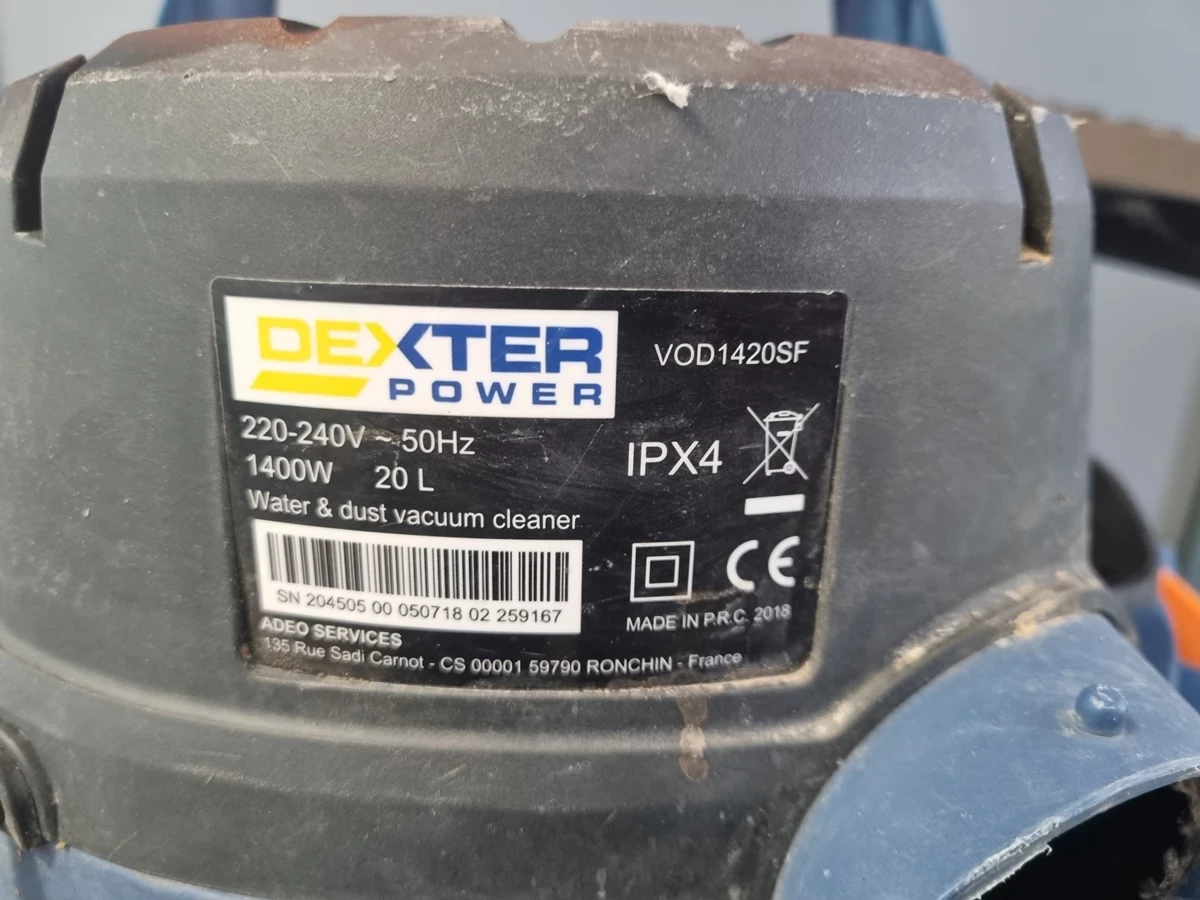 DEXTER
POWER
VOD1420SF
220-240V ~ 50Hz
1400W 20 L
IPX4
Water & dust vacuum cleaner
SN 204505 00 050718 02 259167
CE
MADE IN P.R.C. 2018
ADEO SERVICES
135 Rue Sadi Carnot - CS 00001 59790 RONCHIN - France